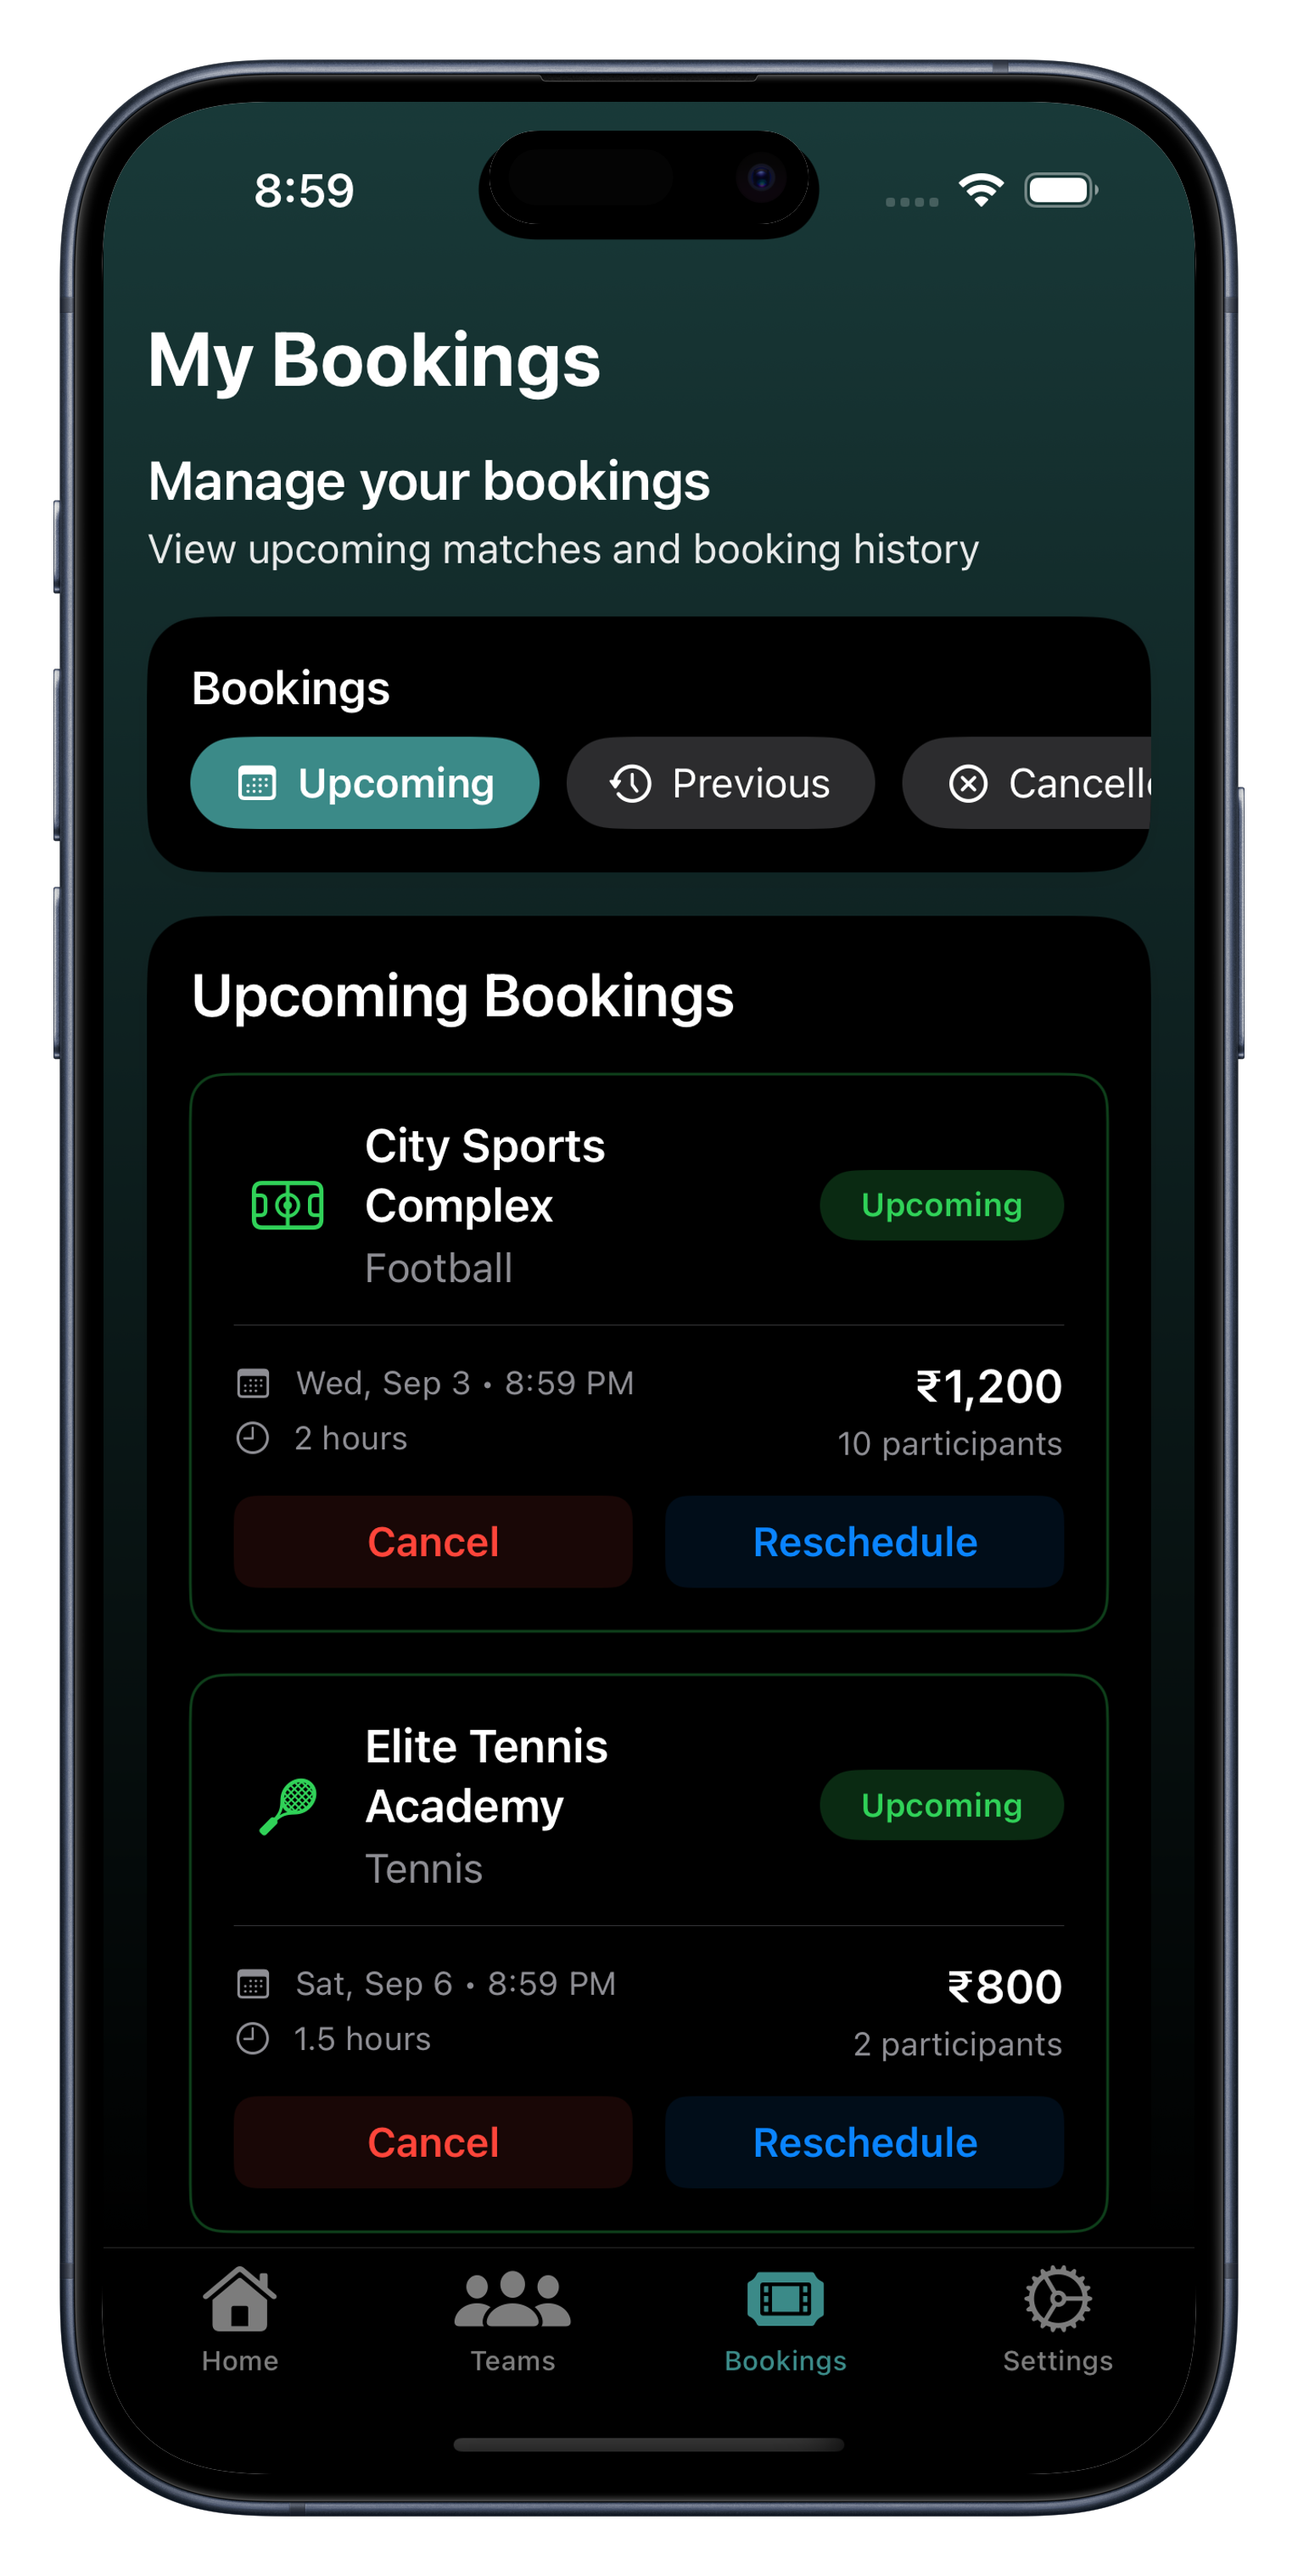 8:59
My Bookings
Manage your bookings
View upcoming matches and booking history
Bookings
Upcoming
Previous
Cancell
Upcoming Bookings
City Sports
Complex
Football
Upcoming
Wed, Sep 3 • 8:59 PM
2 hours
₹1,200
10 participants
Cancel
Reschedule
Elite Tennis
Academy
Tennis
Upcoming
Sat, Sep 6 • 8:59 PM
1.5 hours
₹800
2 participants
Cancel
Reschedule
Home
Teams
Bookings
Settings